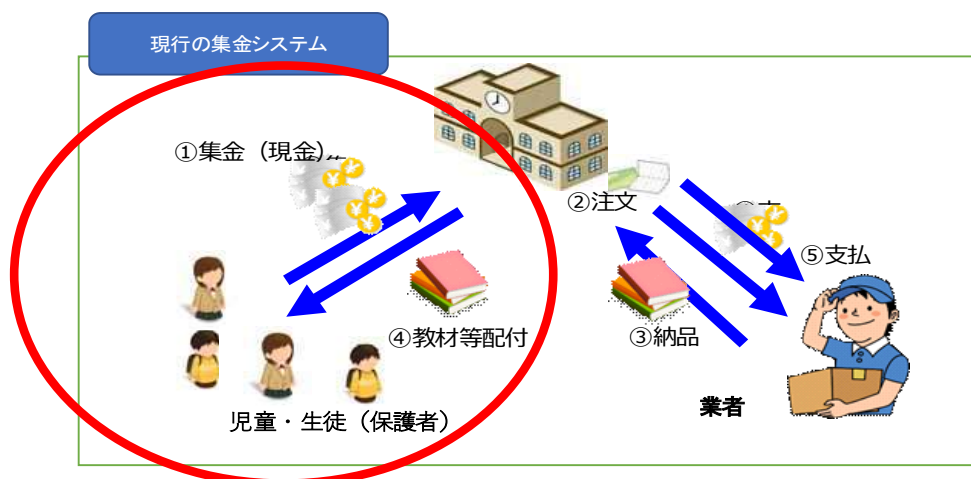 現行の集金システム
①集金（現金）
②注文
⑤支払
④教材等配付
③納品
児童・生徒（保護者）
業者